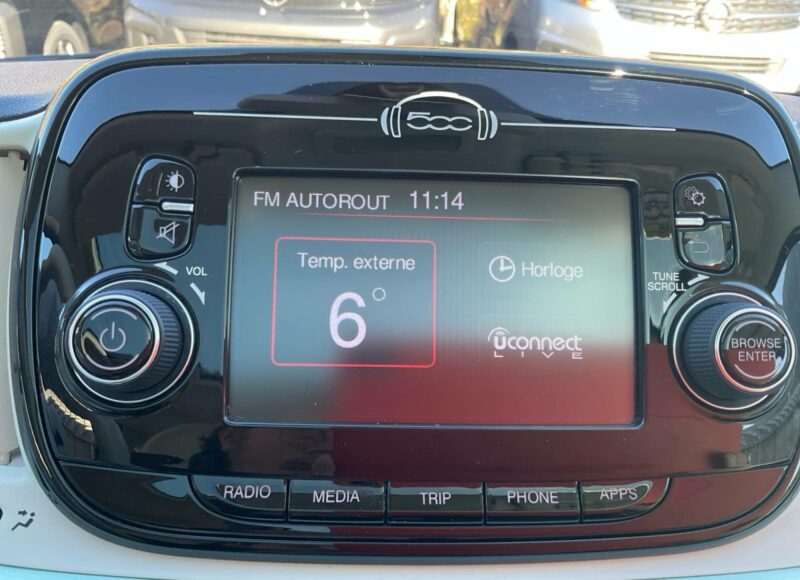 500
FM AUTOROUT 11:14
Temp. externe
6°
Horloge
uconnect
LIVE
VOL
TUNE
SCROLL
BROWSE
ENTER
RADIO
MEDIA
TRIP
PHONE
APPS